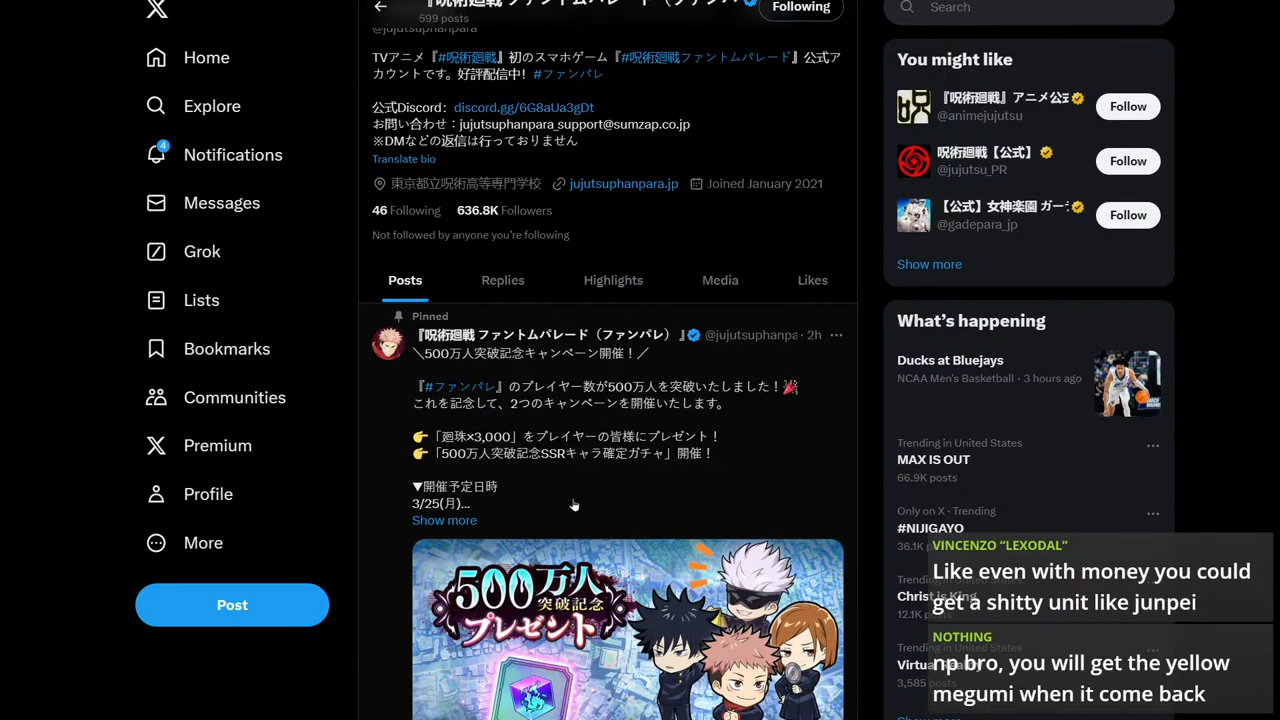 599 posts
Following
Search
@jujutsuphanpara
Home
Explore
4
Notifications
Messages
Grok
Lists
Bookmarks
Communities
Premium
Profile
More
Post
TVアニメ『#呪術廻戦』初のスマホゲーム『#呪術廻戦ファントムパレード』公式ア
カウントです。好評配信中！ #ファンパレ
公式Discord： discord.gg/6G8aUa3gDt
お問い合わせ：jujutsuphanpara_support@sumzap.co.jp
※DMなどの返信は行っておりません
Translate bio
東京都立呪術高等専門学校 jujutsuphanpara.jp Joined January 2021
46 Following 636.8K Followers
Not followed by anyone you’re following
Posts
Replies
Highlights
Media
Likes
Pinned
『呪術廻戦 ファントムパレード（ファンパレ）』 @jujutsuphanpa · 2h
＼500万人突破記念キャンペーン開催！／
『#ファンパレ』のプレイヤー数が500万人を突破いたしました！
これを記念して、2つのキャンペーンを開催いたします。
「廻珠×3,000」をプレイヤーの皆様にプレゼント！
「500万人突破記念SSRキャラ確定ガチャ」開催！
▼開催予定日時
3/25(月)...
Show more
500万人
突破記念
プレゼント
You might like
『呪術廻戦』アニメ公式
@animejujutsu
Follow
呪術廻戦【公式】
@jujutsu_PR
Follow
【公式】女神楽園 ガー
@gadepara_jp
Follow
Show more
What’s happening
Ducks at Bluejays
NCAA Men's Basketball · 3 hours ago
Trending in United States
MAX IS OUT
66.9K posts
Only on X · Trending
#NIJIGAYO
36.1K
Christ is King
12.1K
3,585 posts
VINCENZO “LEXODAL”
Like even with money you could
get a shitty unit like junpei
NOTHING
np bro, you will get the yellow
megumi when it come back